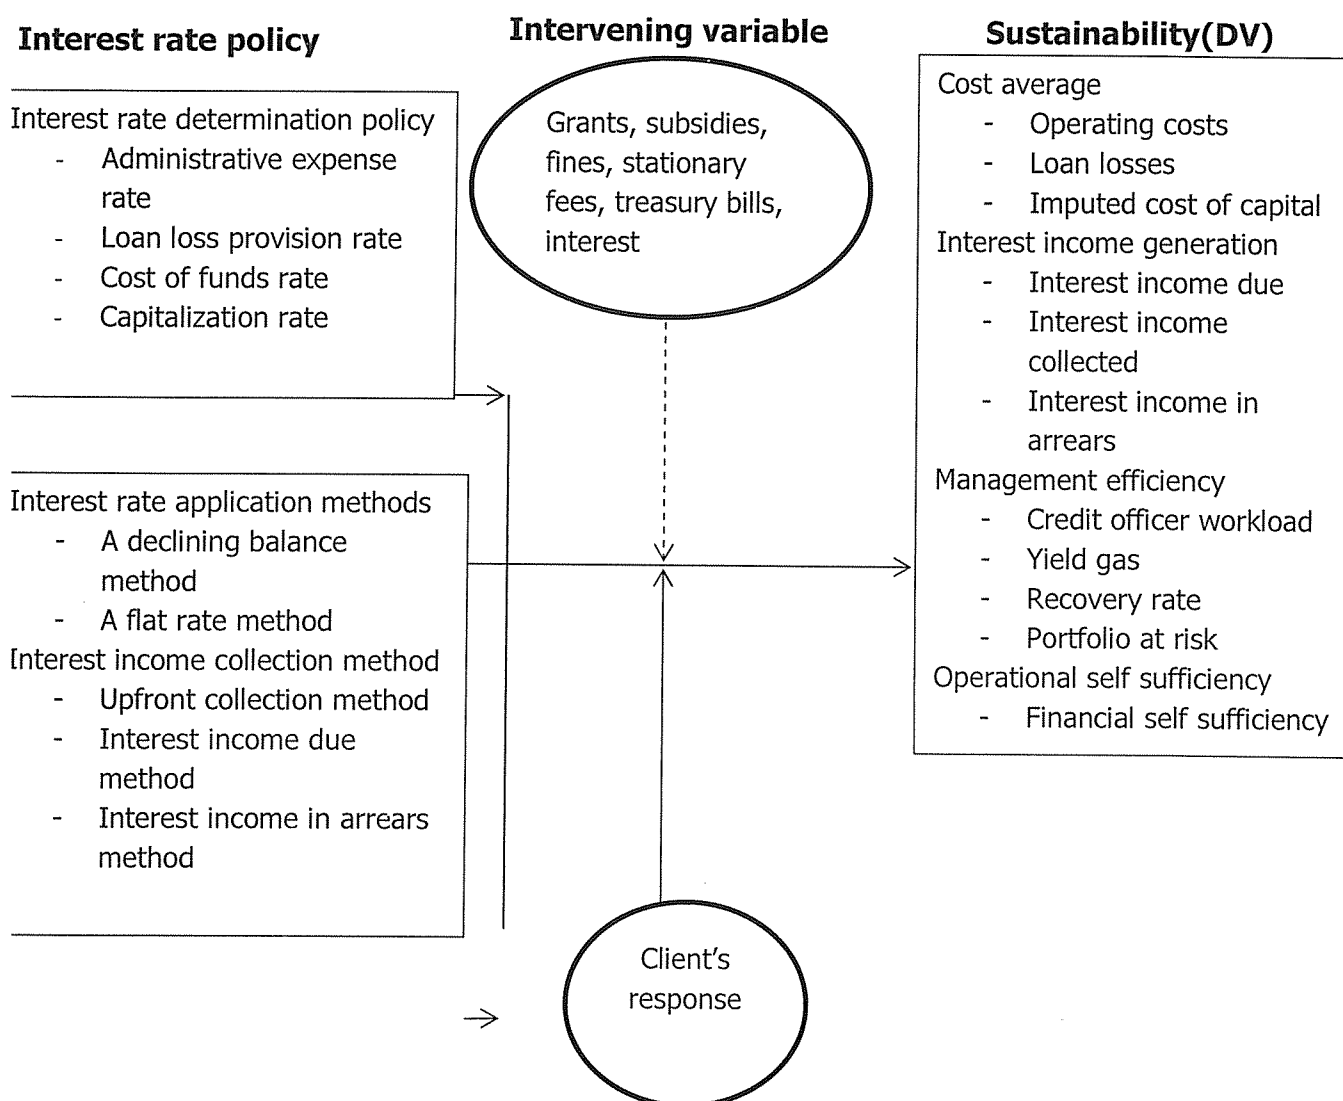 Interest rate policy
Interest rate determination policy
- Administrative expense
rate
- Loan loss provision rate
- Cost of funds rate
- Capitalization rate
Interest rate application methods
- A declining balance
method
- A flat rate method
Interest income collection method
- Upfront collection method
- Interest income due
method
- Interest income in arrears
method
Intervening variable
Grants, subsidies,
fines, stationary
fees, treasury bills,
interest
Client's
response
Sustainability(DV)
Cost average
- Operating costs
- Loan losses
- Imputed cost of capital
Interest income generation
- Interest income due
- Interest income
collected
- Interest income in
arrears
Management efficiency
- Credit officer workload
- Yield gas
- Recovery rate
- Portfolio at risk
Operational self sufficiency
- Financial self sufficiency